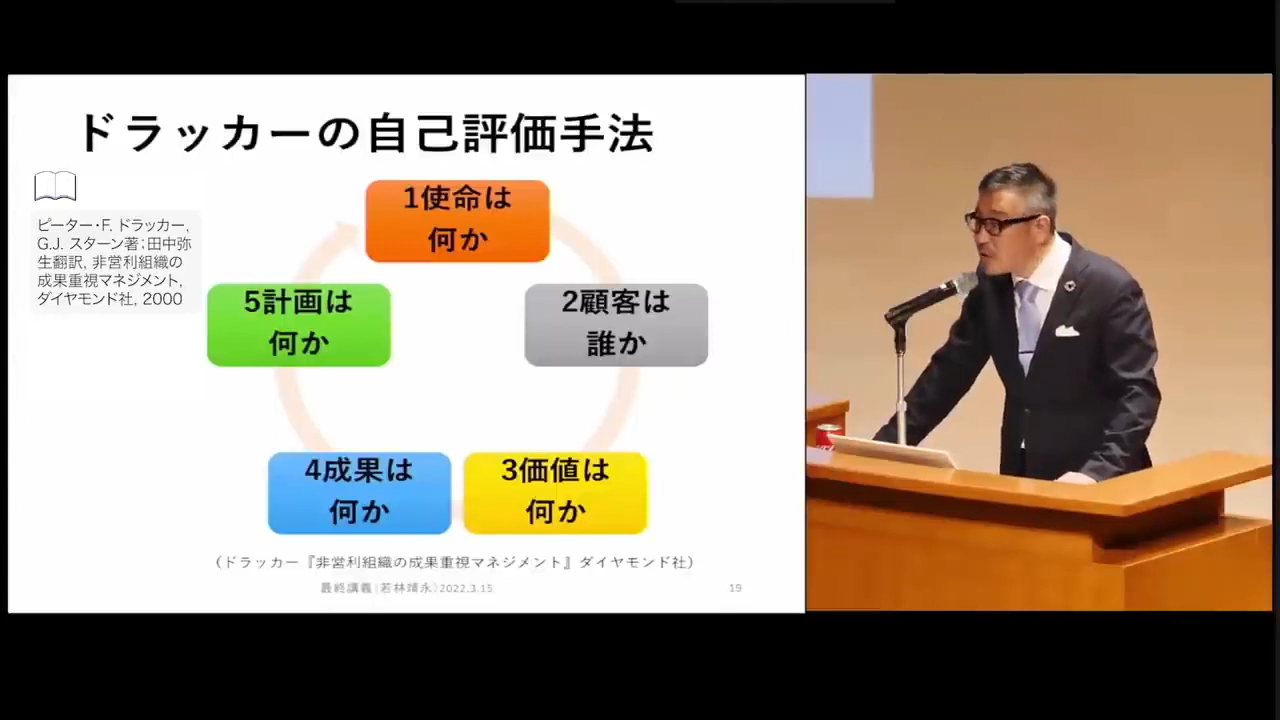 ドラッカーの自己評価手法
ピーター・F. ドラッカー,
G.J. スターン著;田中弥
生翻訳, 非営利組織の
成果重視マネジメント,
ダイヤモンド社, 2000
1使命は
何か
2顧客は
誰か
3価値は
何か
4成果は
何か
5計画は
何か
(ドラッカー『非営利組織の成果重視マネジメント』ダイヤモンド社)
最終講義(若林靖永)2022.3.15
19